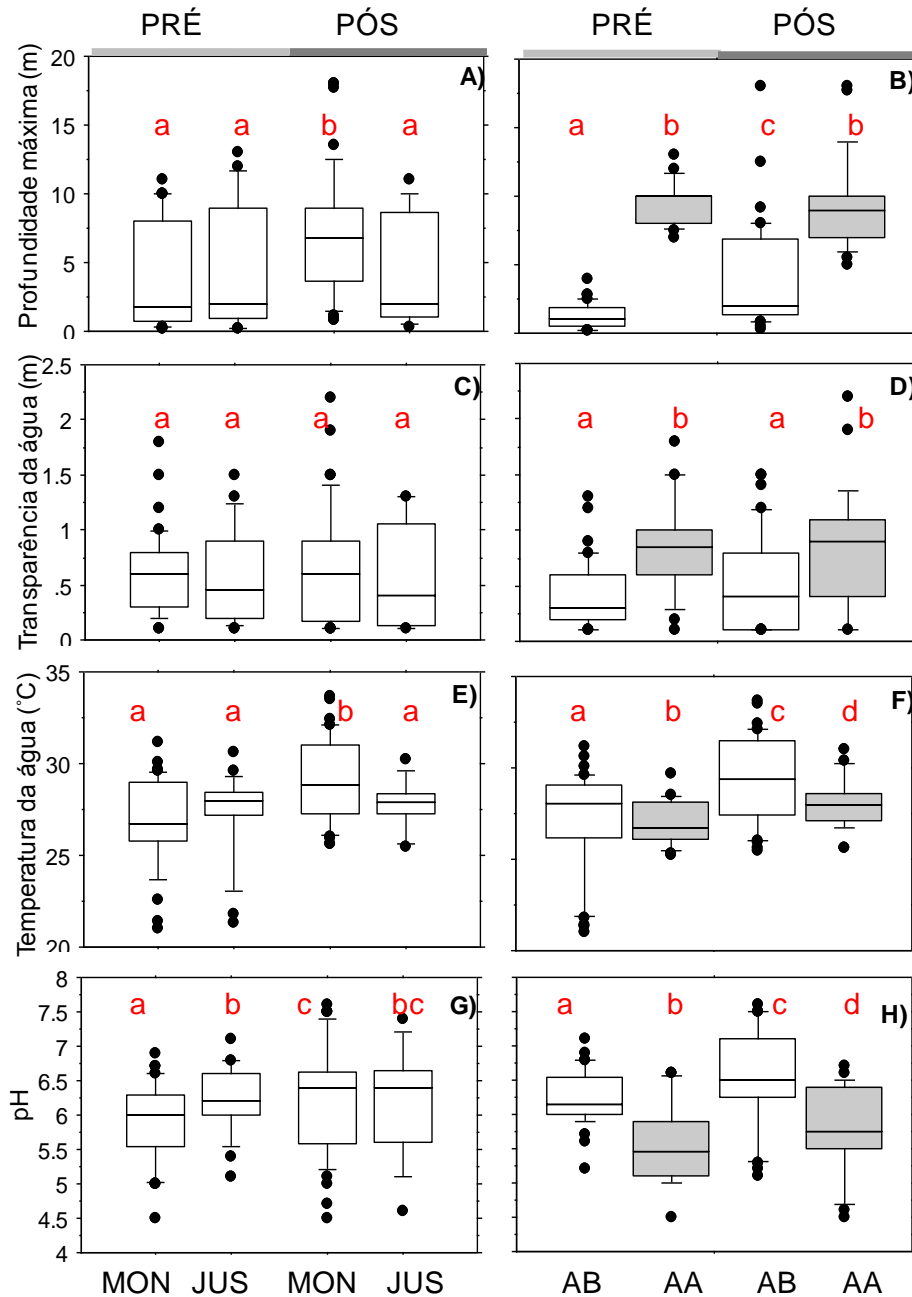 PRÉ PÓS PRÉ PÓS
Profundidade máxima (m)
20
15
10
5
0
A)
a a b a
B)
a b c b
Transparência da água (m)
2.5
2
1.5
1
.5
0
C)
a a a a
D)
a b a b
Temperatura da água (°C)
35
30
25
20
E)
a a b a
F)
a b c d
pH
8
7.5
7
6.5
6
5.5
5
4.5
4
G)
a b c bc
H)
a b c d
MON JUS MON JUS AB AA AB AA